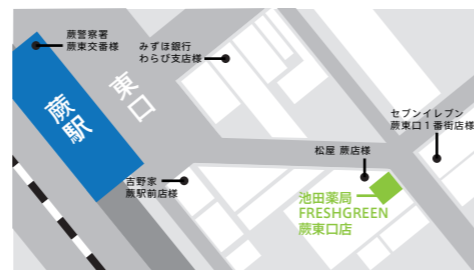 蕨警察署
蕨東交番様
みずほ銀行
わらび支店様
蕨駅
東口
セブンイレブン
蕨東口1番街店様
松屋 蕨店様
吉野家
蕨駅前店様
池田薬局
FRESHGREEN
蕨東口店